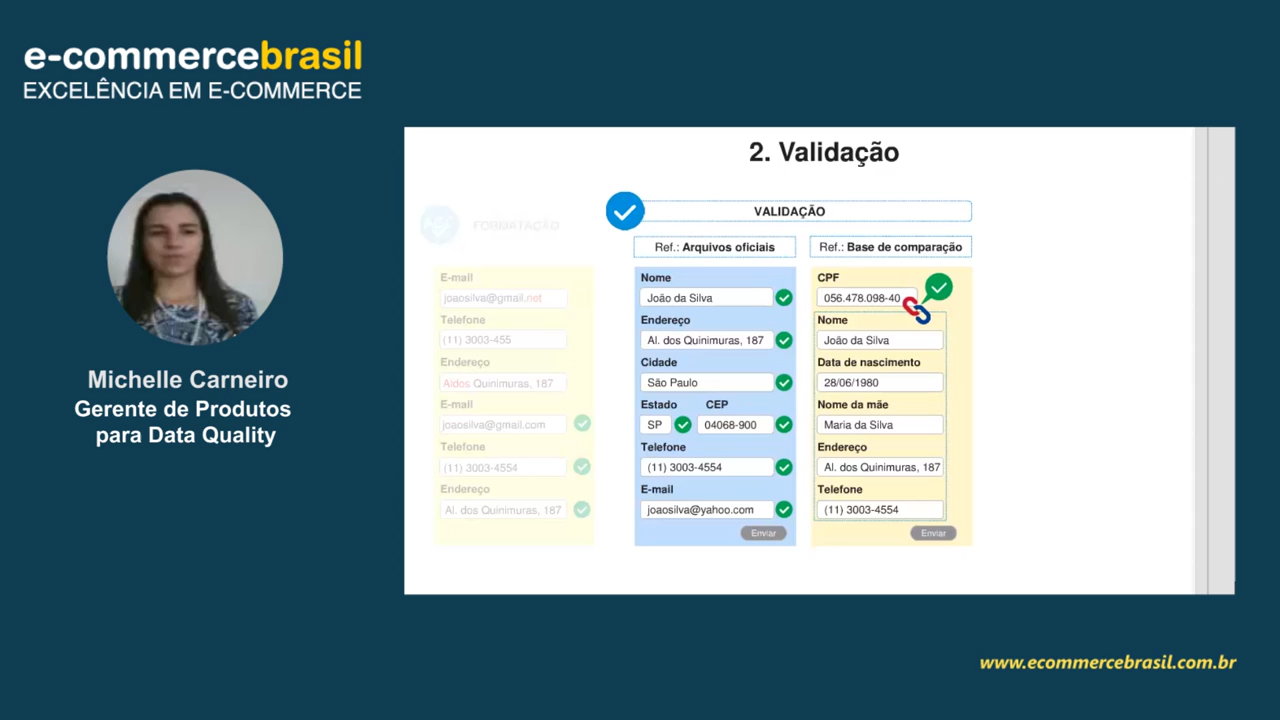 e-commercebrasil
EXCELÊNCIA EM E-COMMERCE
Michelle Carneiro
Gerente de Produtos
para Data Quality
2. Validação
FORMATAÇÃO
E-mail
joaosilva@gmail.net
Telefone
(11) 3003-455
Endereço
Aldos Quinimuras, 187
E-mail
joaosilva@gmail.com
Telefone
(11) 3003-4554
Endereço
Al. dos Quinimuras, 187
VALIDAÇÃO
Ref.: Arquivos oficiais
Nome
João da Silva
Endereço
Al. dos Quinimuras, 187
Cidade
São Paulo
Estado CEP
SP 04068-900
Telefone
(11) 3003-4554
E-mail
joaosilva@yahoo.com
Enviar
Ref.: Base de comparação
CPF
056.478.098-40
Nome
João da Silva
Data de nascimento
28/06/1980
Nome da mãe
Maria da Silva
Endereço
Al. dos Quinimuras, 187
Telefone
(11) 3003-4554
Enviar
www.ecommercebrasil.com.br